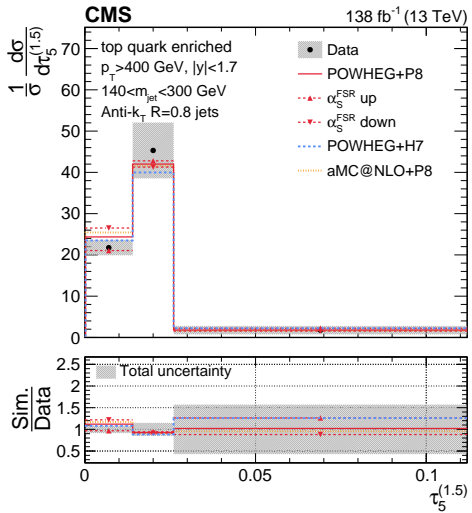 CMS 138 fb⁻¹ (13 TeV)
1/σ dσ/dτ₅^(1.5)
top quark enriched
p_T>400 GeV, |y|<1.7
140<m_jet<300 GeV
Anti-k_T R=0.8 jets
Data
POWHEG+P8
α_S^FSR up
α_S^FSR down
POWHEG+H7
aMC@NLO+P8
70
60
50
40
30
20
10
0
Sim./Data
Total uncertainty
2.5
2
1.5
1
0.5
0 0.05 0.1
τ₅^(1.5)